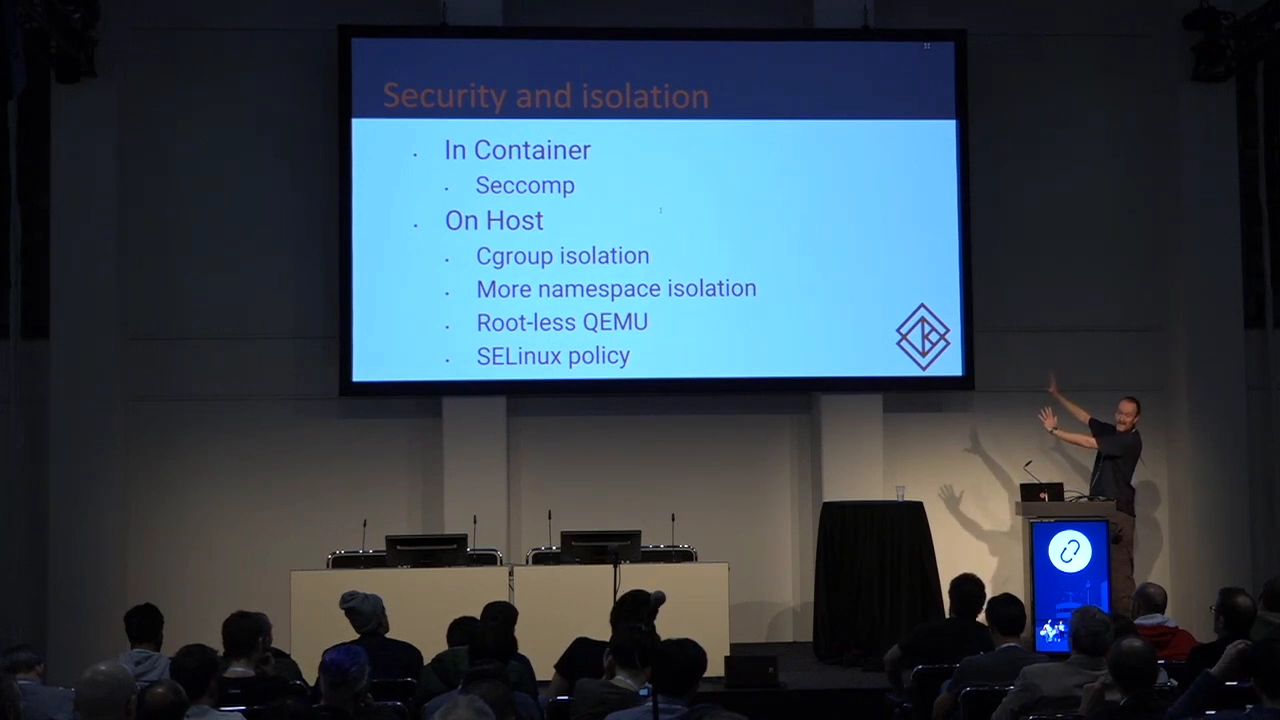 Security and isolation
In Container
Seccomp
On Host
Cgroup isolation
More namespace isolation
Root-less QEMU
SELinux policy